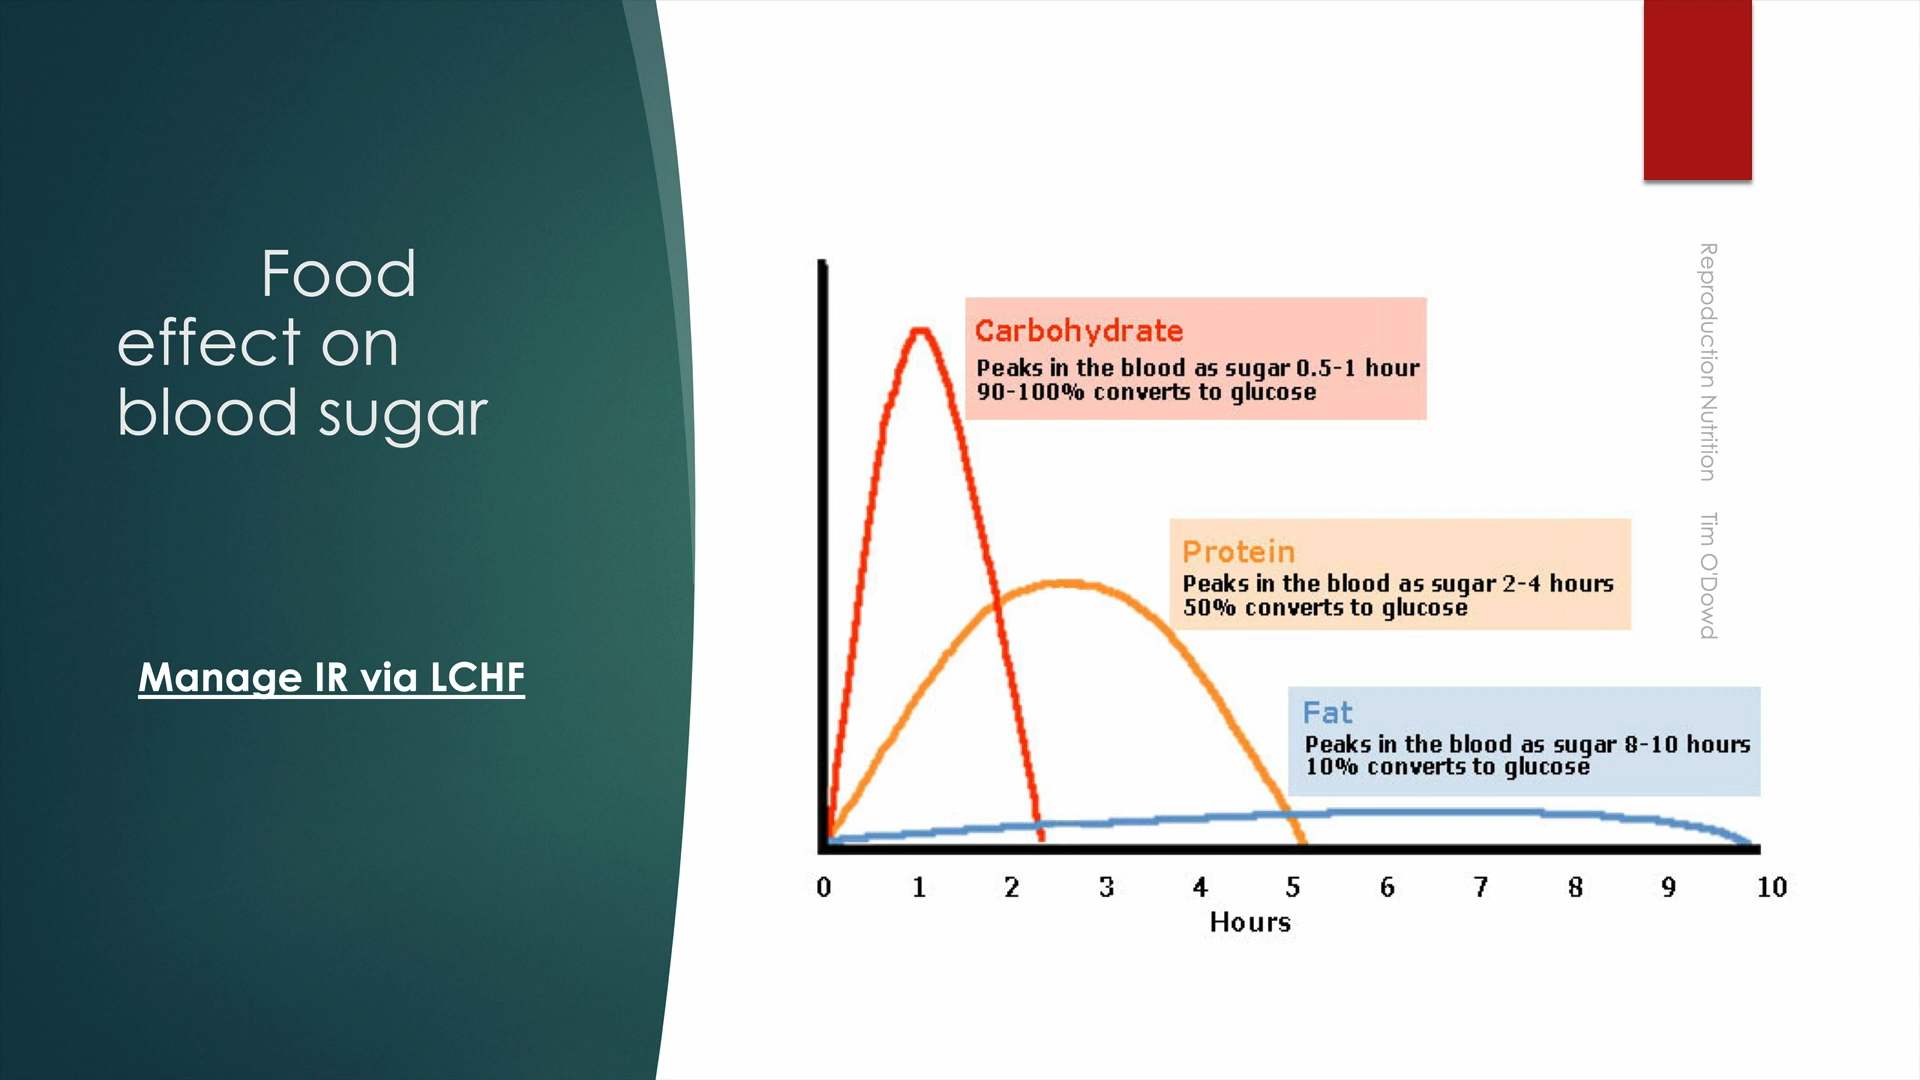 Food
effect on
blood sugar
Manage IR via LCHF
Carbohydrate
Peaks in the blood as sugar 0.5-1 hour
90-100% converts to glucose
Protein
Peaks in the blood as sugar 2-4 hours
50% converts to glucose
Fat
Peaks in the blood as sugar 8-10 hours
10% converts to glucose
0 1 2 3 4 5 6 7 8 9 10
Hours
Reproduction Nutrition Tim O'Dowd